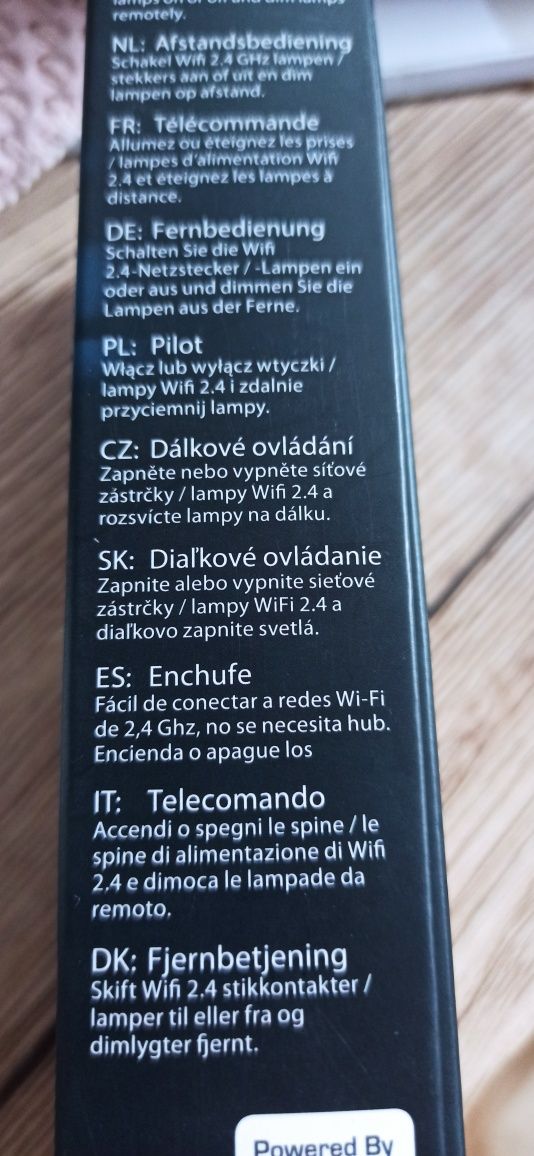 lamps on or off and dim lamps
remotely.
NL: Afstandsbediening
Schakel Wifi 2.4 GHz lampen /
stekkers aan of uit en dim
lampen op afstand.
FR: Télécommande
Allumez ou éteignez les prises
/ lampes d'alimentation Wifi
2.4 et éteignez les lampes à
distance.
DE: Fernbedienung
Schalten Sie die Wifi
2.4-Netzstecker / -Lampen ein
oder aus und dimmen Sie die
Lampen aus der Ferne.
PL: Pilot
Włącz lub wyłącz wtyczki /
lampy Wifi 2.4 i zdalnie
przyciemnij lampy.
CZ: Dálkové ovládání
Zapněte nebo vypněte síťové
zástrčky / lampy Wifi 2.4 a
rozsvícte lampy na dálku.
SK: Diaľkové ovládanie
Zapnite alebo vypnite sieťové
zástrčky / lampy WiFi 2.4 a
diaľkovo zapnite svetlá.
ES: Enchufe
Fácil de conectar a redes Wi-Fi
de 2,4 Ghz, no se necesita hub.
Encienda o apague los
IT: Telecomando
Accendi o spegni le spine / le
spine di alimentazione di Wifi
2.4 e dimoca le lampade da
remoto.
DK: Fjernbetjening
Skift Wifi 2.4 stikkontakter /
lamper til eller fra og
dimlygter fjernt.
Powered By